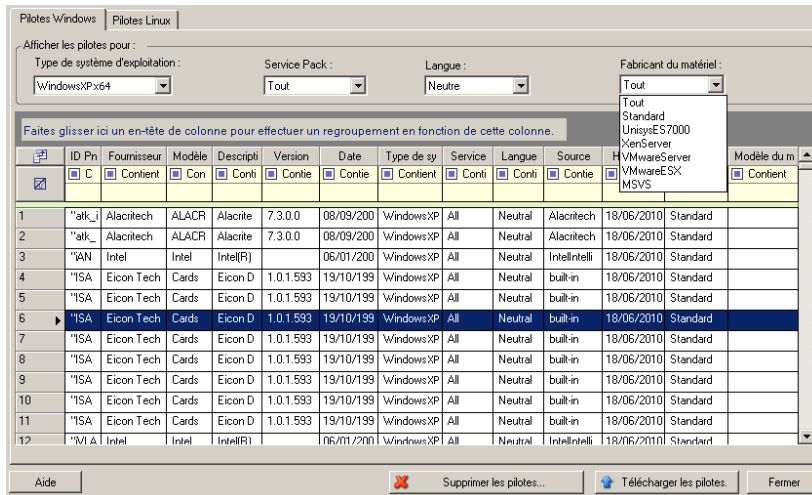 Pilotes Windows Pilotes Linux
Afficher les pilotes pour :
Type de système d'exploitation : Service Pack : Langue : Fabricant du matériel :
WindowsXPx64 Tout Neutre Tout
Tout
Standard
UnisysES7000
XenServer
VMwareServer
VMwareESX
MSVS
Faites glisser ici un en-tête de colonne pour effectuer un regroupement en fonction de cette colonne.
ID Pn Fournisseur Modèle Descripti Version Date Type de sy Service Langue Source H Modèle du m
C Contient Con Conti Contie Contie Contient Conti Contie Contie Contient
1 "atk_i Alacritech ALACR Alacrite 7.3.0.0 08/09/200 WindowsXP All Neutral Alacritech 18/06/2010 Standard
2 "atk_ Alacritech ALACR Alacrite 7.3.0.0 08/09/200 WindowsXP All Neutral Alacritech 18/06/2010 Standard
3 "iAN Intel Intel Intel(R) 06/01/200 WindowsXP All Neutral IntelIntelli 18/06/2010 Standard
4 "ISA Eicon Tech Cards Eicon D 1.0.1.593 19/10/199 WindowsXP All Neutral built-in 18/06/2010 Standard
5 "ISA Eicon Tech Cards Eicon D 1.0.1.593 19/10/199 WindowsXP All Neutral built-in 18/06/2010 Standard
6 "ISA Eicon Tech Cards Eicon D 1.0.1.593 19/10/199 WindowsXP All Neutral built-in 18/06/2010 Standard
7 "ISA Eicon Tech Cards Eicon D 1.0.1.593 19/10/199 WindowsXP All Neutral built-in 18/06/2010 Standard
8 "ISA Eicon Tech Cards Eicon D 1.0.1.593 19/10/199 WindowsXP All Neutral built-in 18/06/2010 Standard
9 "ISA Eicon Tech Cards Eicon D 1.0.1.593 19/10/199 WindowsXP All Neutral built-in 18/06/2010 Standard
10 "ISA Eicon Tech Cards Eicon D 1.0.1.593 19/10/199 WindowsXP All Neutral built-in 18/06/2010 Standard
11 "ISA Eicon Tech Cards Eicon D 1.0.1.593 19/10/199 WindowsXP All Neutral built-in 18/06/2010 Standard
12 "VLA Intel Intel Intel(R) 06/01/200 WindowsXP All Neutral IntelIntelli 18/06/2010 Standard
Aide Supprimer les pilotes... Télécharger les pilotes. Fermer